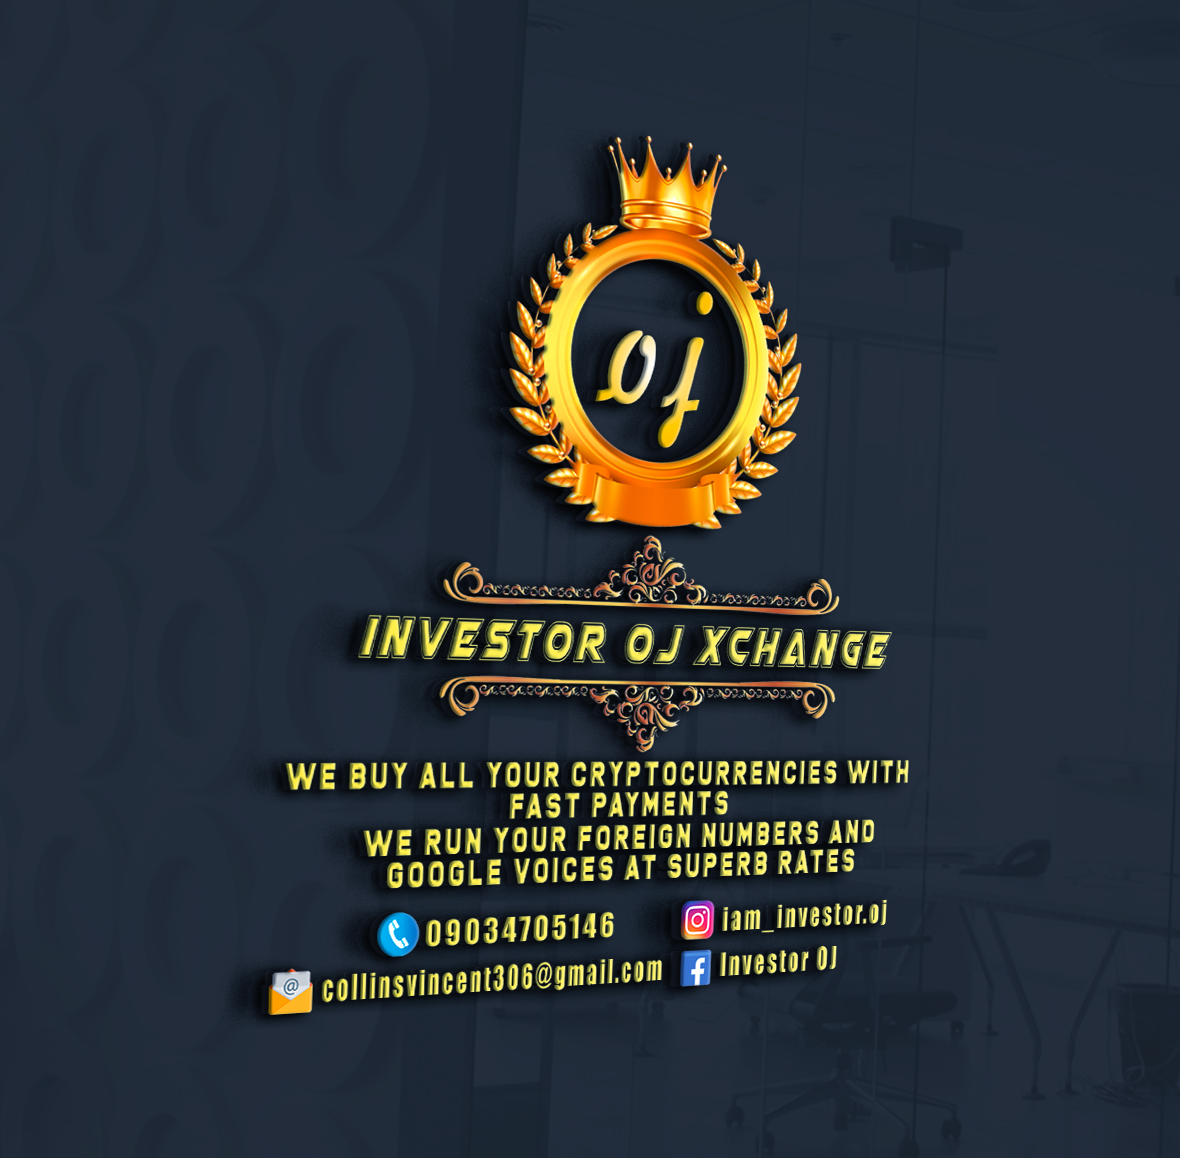 oj
INVESTOR OJ XCHANGE
WE BUY ALL YOUR CRYPTOCURRENCIES WITH
FAST PAYMENTS
WE RUN YOUR FOREIGN NUMBERS AND
GOOGLE VOICES AT SUPERB RATES
09034705146
iam_investor.oj
collinsvincent306@gmail.com
Investor OJ